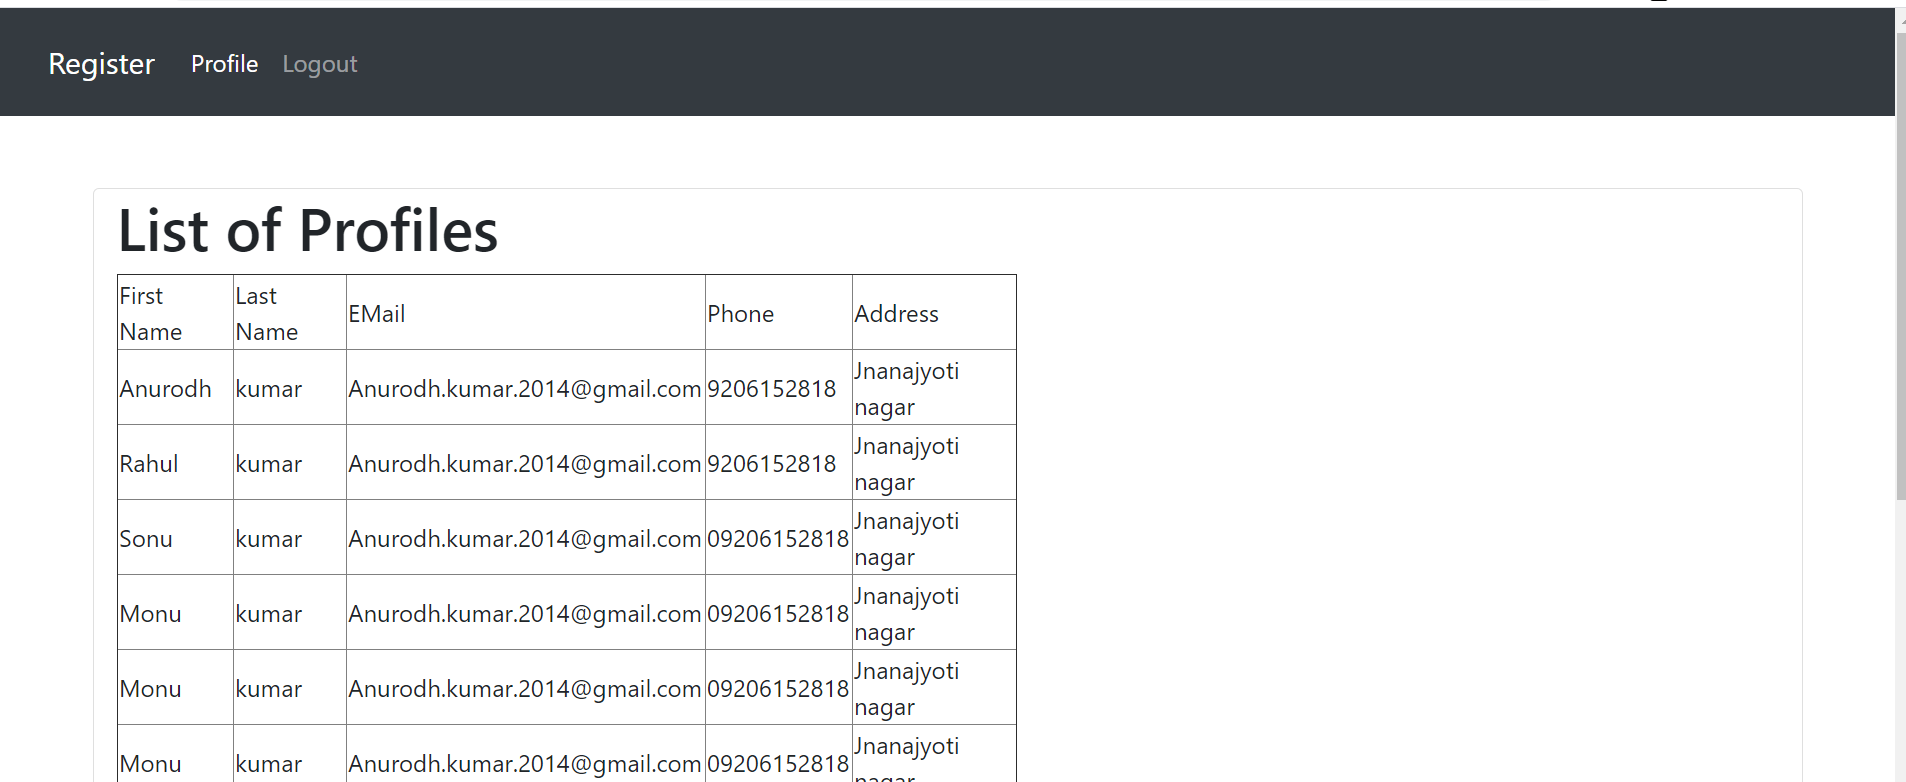 Register Profile Logout
List of Profiles
First Name Last Name EMail Phone Address
Anurodh kumar Anurodh.kumar.2014@gmail.com 9206152818 Jnanajyoti nagar
Rahul kumar Anurodh.kumar.2014@gmail.com 9206152818 Jnanajyoti nagar
Sonu kumar Anurodh.kumar.2014@gmail.com 09206152818 Jnanajyoti nagar
Monu kumar Anurodh.kumar.2014@gmail.com 09206152818 Jnanajyoti nagar
Monu kumar Anurodh.kumar.2014@gmail.com 09206152818 Jnanajyoti nagar
Monu kumar Anurodh.kumar.2014@gmail.com 09206152818 Jnanajyoti